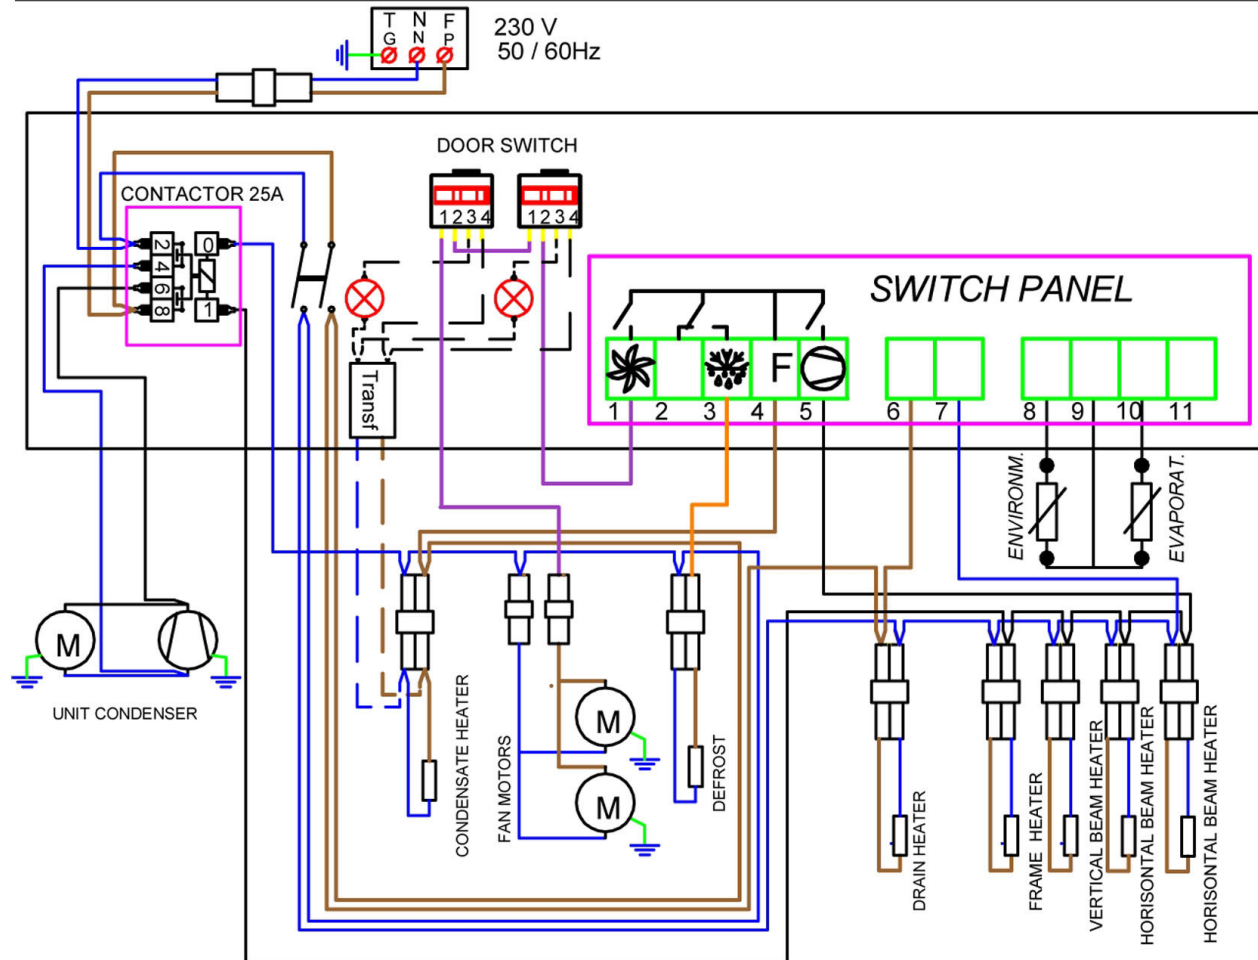 T N F
G N P
230 V
50 / 60Hz
DOOR SWITCH
CONTACTOR 25A
1 2 3 4
1 2 3 4
2
4
6
8
0
1
SWITCH PANEL
F
1 2 3 4 5 6 7 8 9 10 11
Transf
ENVIRONM.
EVAPORAT.
M
UNIT CONDENSER
CONDENSATE HEATER
FAN MOTORS
M
M
DEFROST
DRAIN HEATER
FRAME HEATER
VERTICAL BEAM HEATER
HORISONTAL BEAM HEATER
HORISONTAL BEAM HEATER